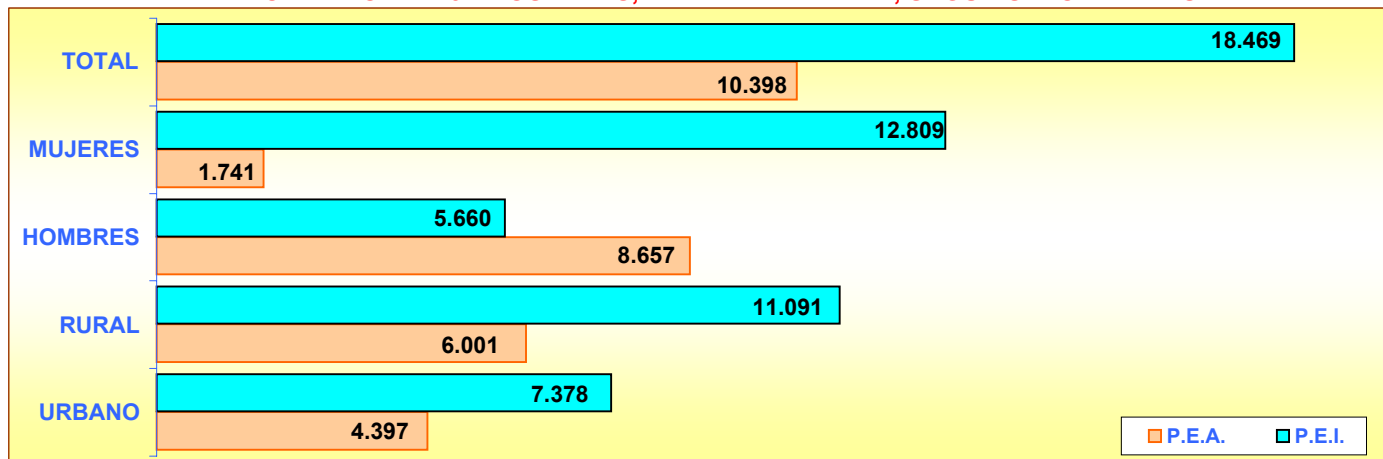 TOTAL
18.469
10.398
MUJERES
12.809
1.741
HOMBRES
5.660
8.657
RURAL
11.091
6.001
URBANO
7.378
4.397
P.E.A.
P.E.I.